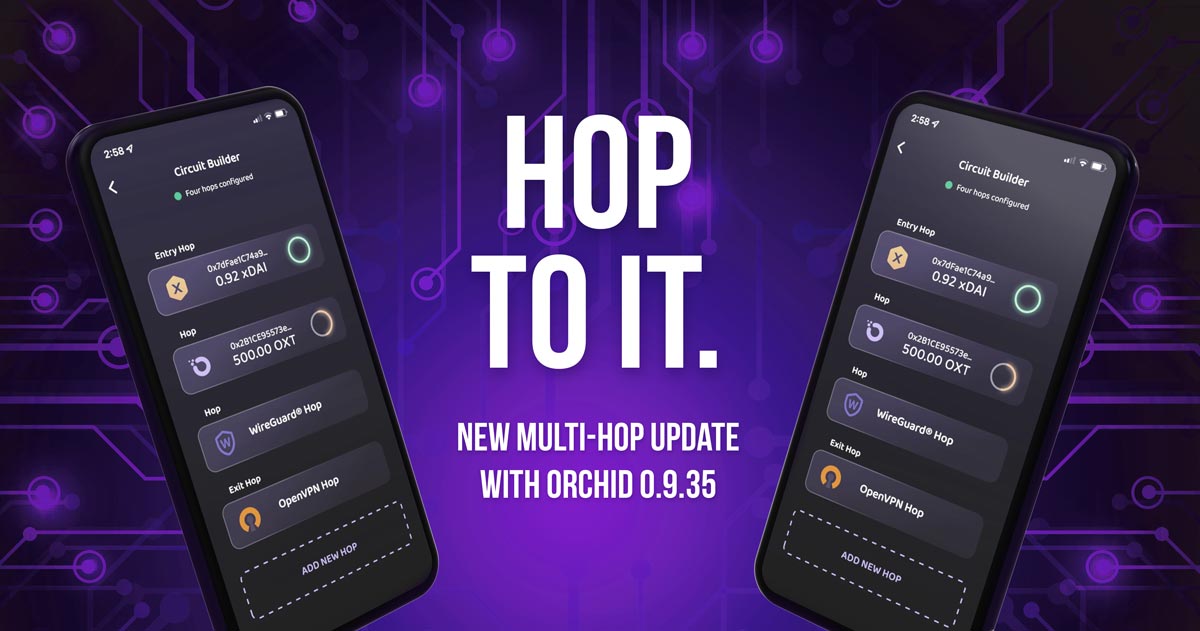 2:58
Circuit Builder
Four hops configured
Entry Hop
0x7dFae1C74a9...
0.92 xDAI
Hop
0x2B1CE95573e...
500.00 OXT
Hop
WireGuard® Hop
Exit Hop
OpenVPN Hop
ADD NEW HOP
HOP
TO IT.
NEW MULTI-HOP UPDATE
WITH ORCHID 0.9.35
2:58
Circuit Builder
Four hops configured
Entry Hop
0x7dFae1C74a9...
0.92 xDAI
Hop
0x2B1CE95573e...
500.00 OXT
Hop
WireGuard® Hop
Exit Hop
OpenVPN Hop
ADD NEW HOP